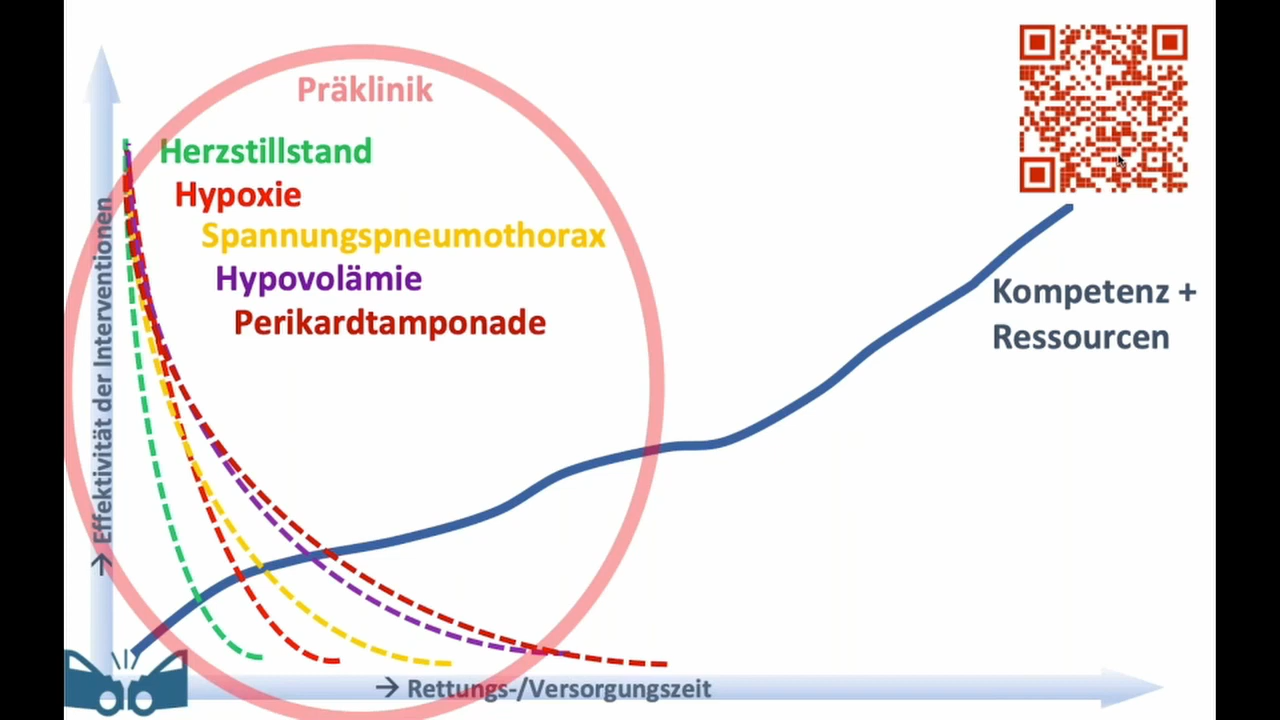 Präklinik
Herzstillstand
Hypoxie
Spannungspneumothorax
Hypovolämie
Perikardtamponade
Kompetenz +
Ressourcen
→ Effektivität der Interventionen
→ Rettungs-/Versorgungszeit